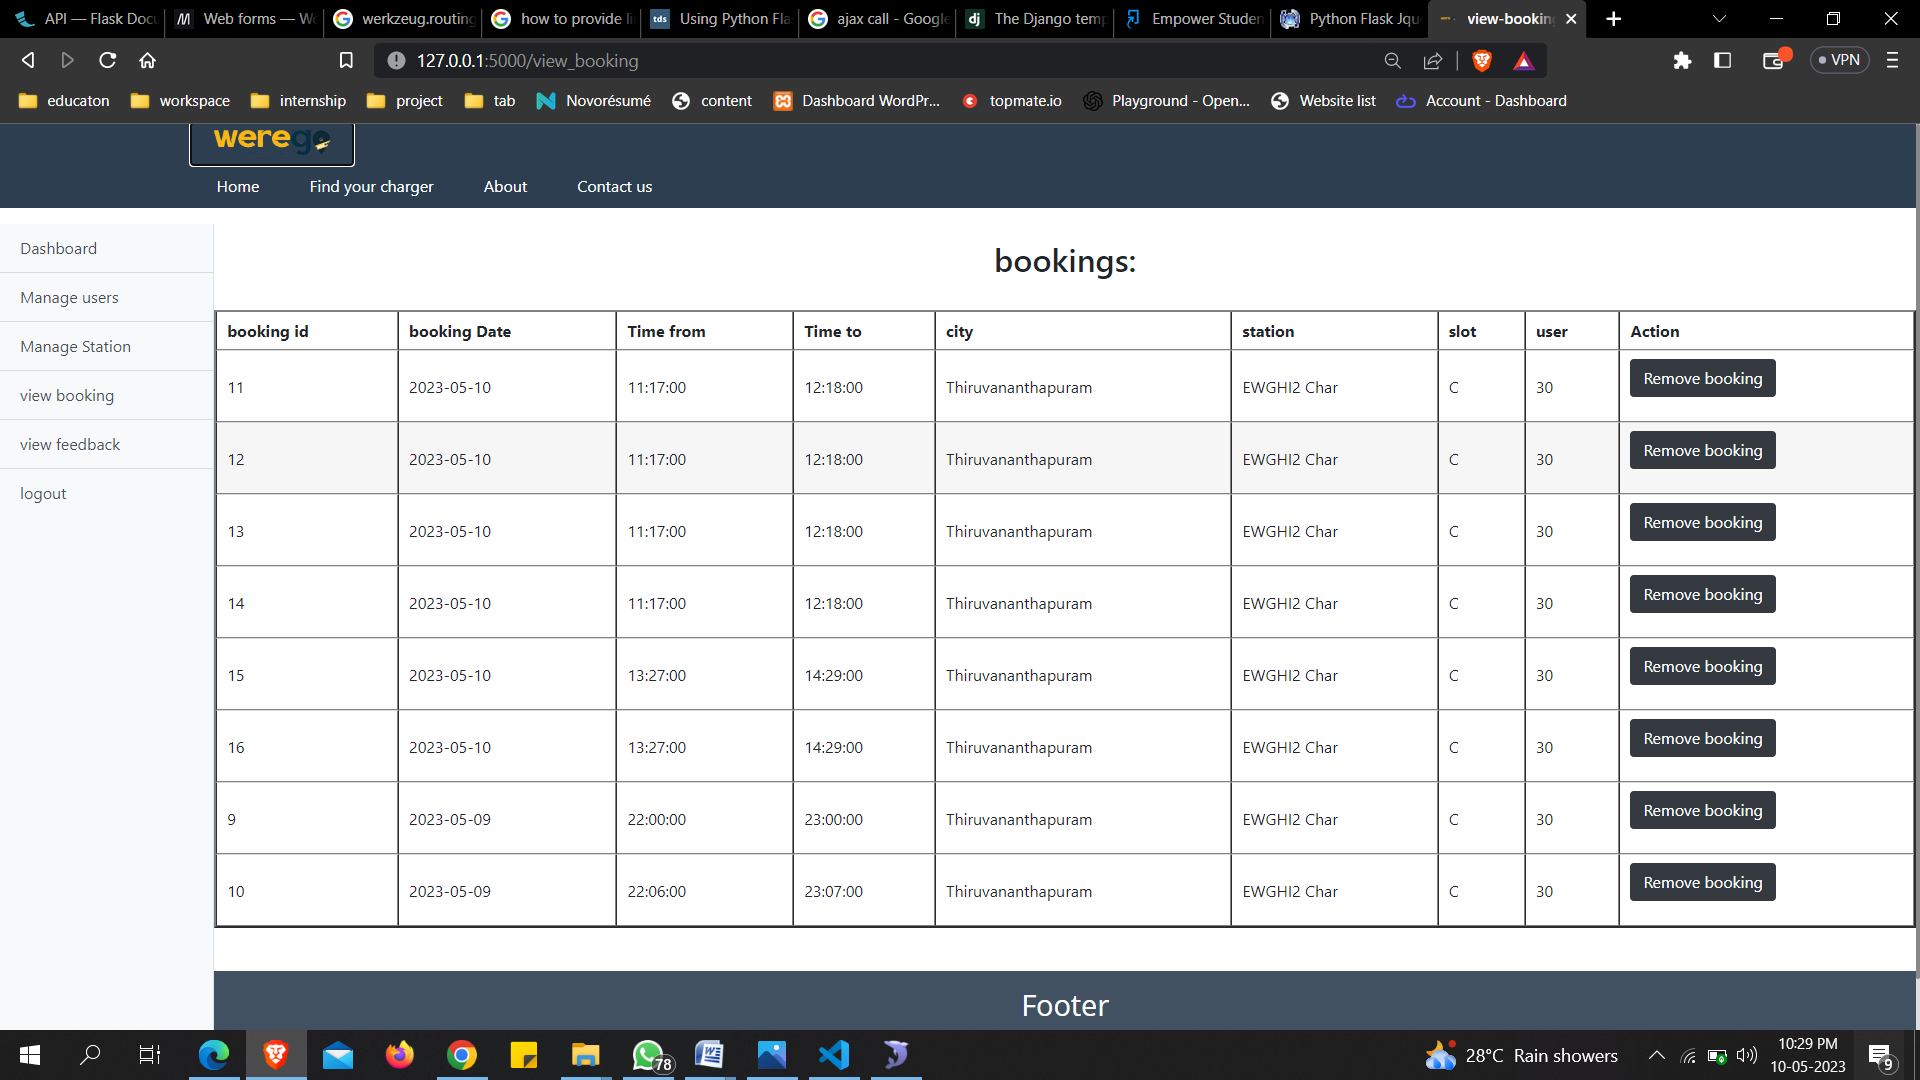 API — Flask Docu
Web forms — Wo
werkzeug.routing
how to provide li
Using Python Fla
ajax call - Google
The Django temp
Empower Studen
Python Flask Jqu
view-booking
127.0.0.1:5000/view_booking
VPN
educaton
workspace
internship
project
tab
Novorésumé
content
Dashboard WordPr...
topmate.io
Playground - Open...
Website list
Account - Dashboard
werego
Home
Find your charger
About
Contact us
Dashboard
Manage users
Manage Station
view booking
view feedback
logout
bookings:
booking id booking Date Time from Time to city station slot user Action
11 2023-05-10 11:17:00 12:18:00 Thiruvananthapuram EWGHI2 Char C 30 Remove booking
12 2023-05-10 11:17:00 12:18:00 Thiruvananthapuram EWGHI2 Char C 30 Remove booking
13 2023-05-10 11:17:00 12:18:00 Thiruvananthapuram EWGHI2 Char C 30 Remove booking
14 2023-05-10 11:17:00 12:18:00 Thiruvananthapuram EWGHI2 Char C 30 Remove booking
15 2023-05-10 13:27:00 14:29:00 Thiruvananthapuram EWGHI2 Char C 30 Remove booking
16 2023-05-10 13:27:00 14:29:00 Thiruvananthapuram EWGHI2 Char C 30 Remove booking
9 2023-05-09 22:00:00 23:00:00 Thiruvananthapuram EWGHI2 Char C 30 Remove booking
10 2023-05-09 22:06:00 23:07:00 Thiruvananthapuram EWGHI2 Char C 30 Remove booking
Footer
78
28°C Rain showers
10:29 PM
10-05-2023
9